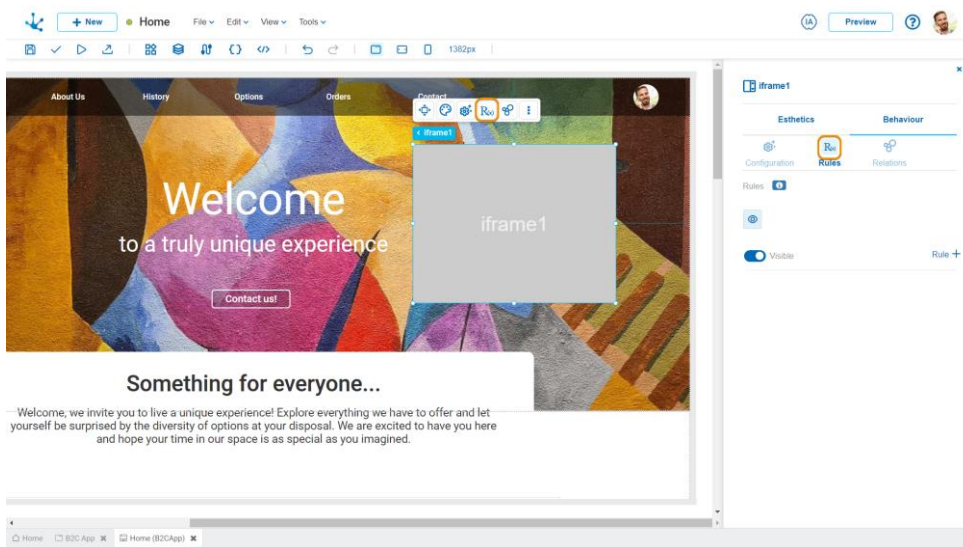 + New
Home
File
Edit
View
Tools
IA
Preview
?
</>
1382px
About Us
History
Options
Orders
Contact
iframe1
iframe1
Welcome
to a truly unique experience
Contact us!
Something for everyone...
Welcome, we invite you to live a unique experience! Explore everything we have to offer and let
yourself be surprised by the diversity of options at your disposal. We are excited to have you here
and hope your time in our space is as special as you imagined.
iframe1
Esthetics
Behaviour
Configuration
Rules
Relations
Rules
Visible
Rule +
Home
B2C App
Home (B2CApp)